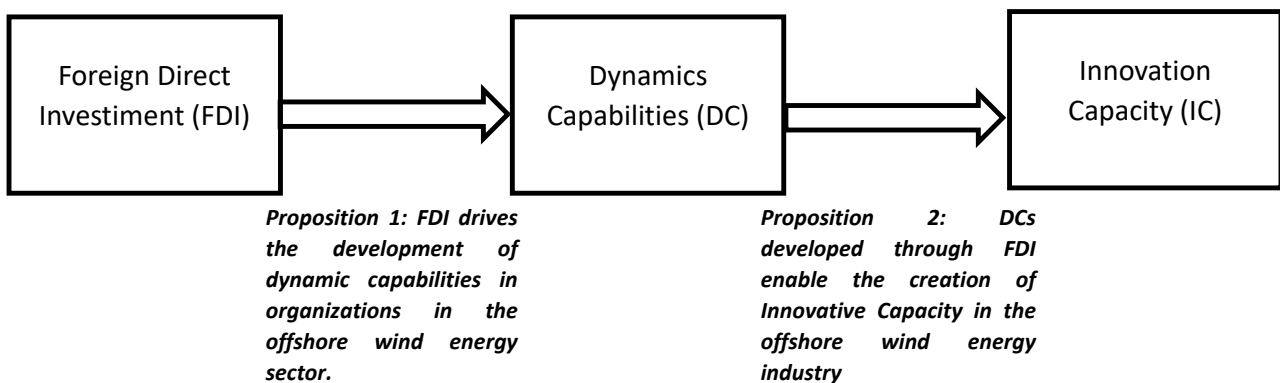 Foreign Direct
Investiment (FDI)
Dynamics
Capabilities (DC)
Innovation
Capacity (IC)
Proposition 1: FDI drives
the development of
dynamic capabilities in
organizations in the
offshore wind energy
sector.
Proposition 2: DCs
developed through FDI
enable the creation of
Innovative Capacity in the
offshore wind energy
industry